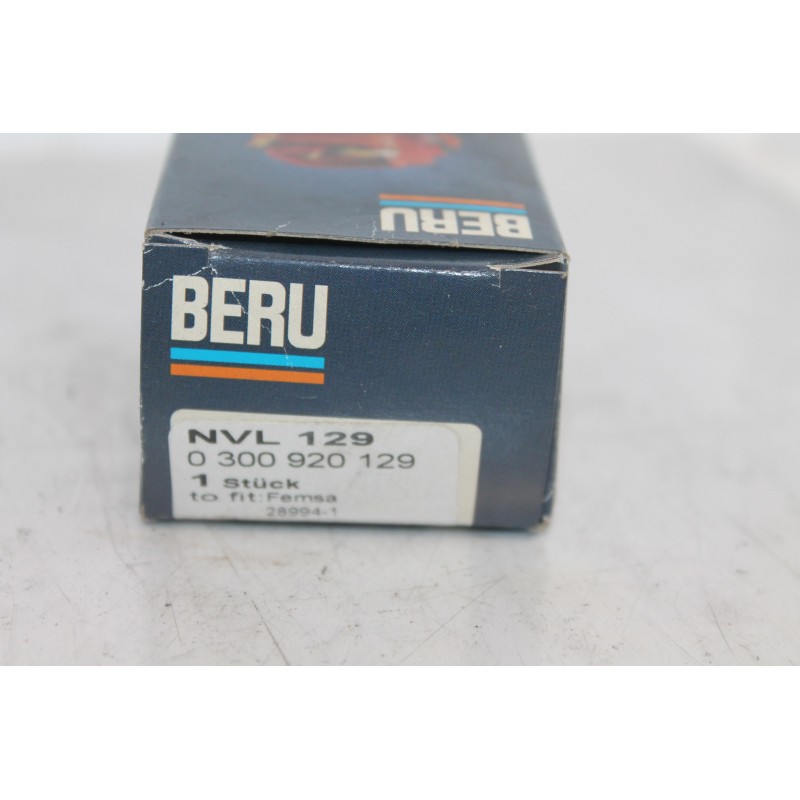 BERU
BERU
NVL 129
0 300 920 129
1 Stück
to fit:Femsa
28994-1